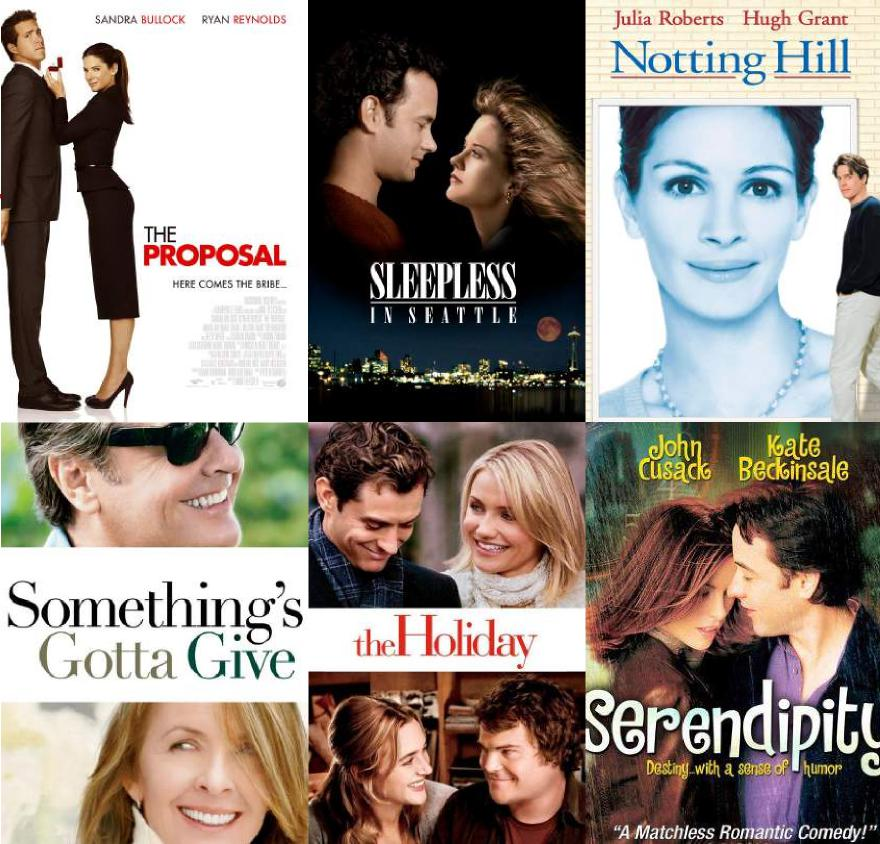 SANDRA BULLOCK RYAN REYNOLDS
THE
PROPOSAL
HERE COMES THE BRIBE...
SLEEPLESS
IN SEATTLE
Julia Roberts Hugh Grant
Notting Hill
Something's
Gotta Give
the Holiday
John Cusack
Kate Beckinsale
Serendipity
Destiny...with a sense of humor
"A Matchless Romantic Comedy!"